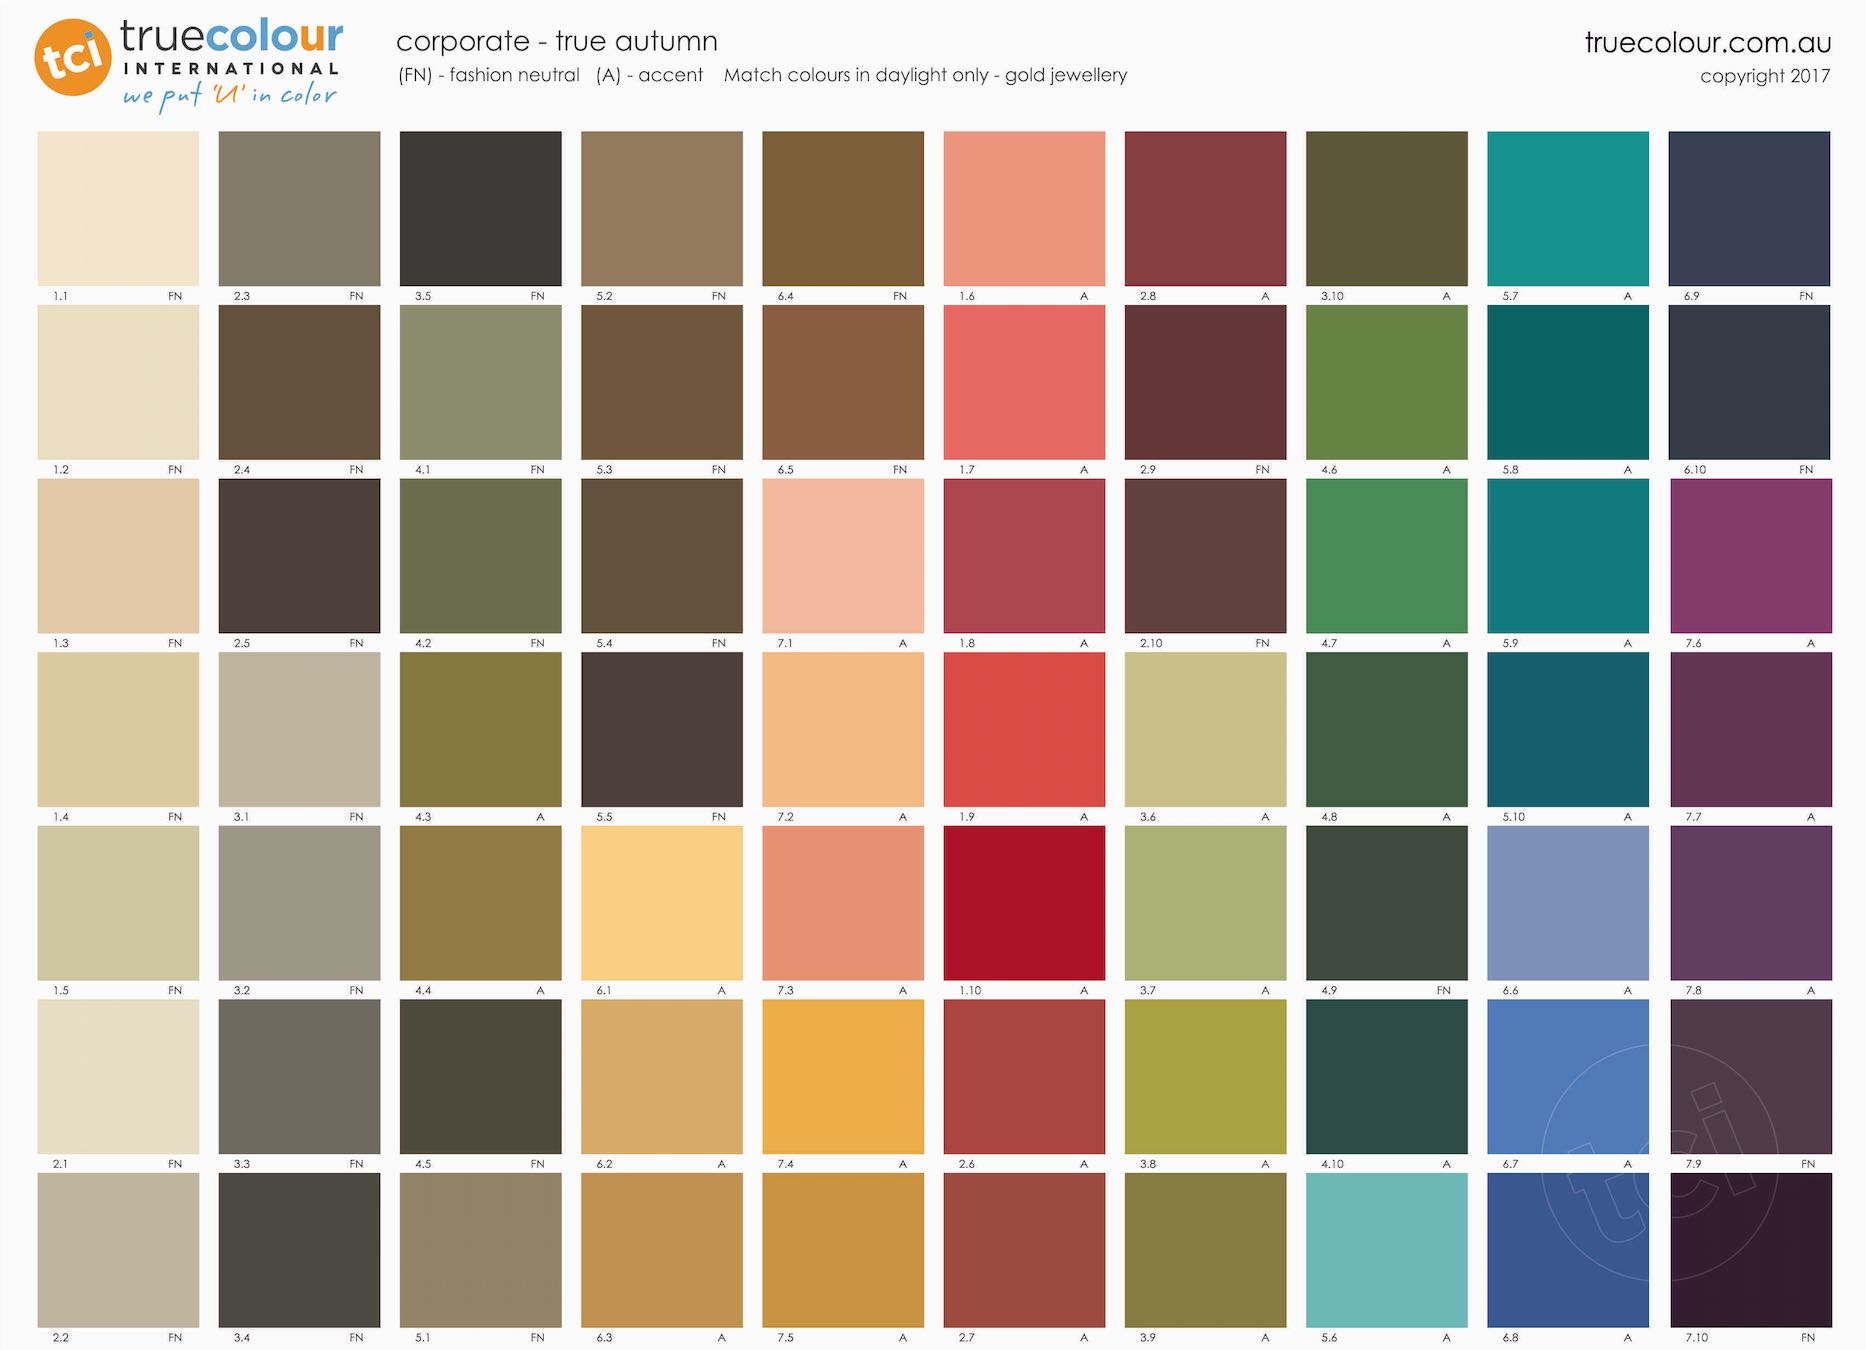 tci truecolour
INTERNATIONAL
we put 'U' in color
corporate - true autumn
(FN) - fashion neutral (A) - accent Match colours in daylight only - gold jewellery
truecolour.com.au
copyright 2017
1.1 FN 2.3 FN 3.5 FN 5.2 FN 6.4 FN 1.6 A 2.8 A 3.10 A 5.7 A 6.9 FN
1.2 FN 2.4 FN 4.1 FN 5.3 FN 6.5 FN 1.7 A 2.9 FN 4.6 A 5.8 A 6.10 FN
1.3 FN 2.5 FN 4.2 FN 5.4 FN 7.1 A 1.8 A 2.10 FN 4.7 A 5.9 A 7.6 A
1.4 FN 3.1 FN 4.3 A 5.5 FN 7.2 A 1.9 A 3.6 A 4.8 A 5.10 A 7.7 A
1.5 FN 3.2 FN 4.4 A 6.1 A 7.3 A 1.10 A 3.7 A 4.9 FN 6.6 A 7.8 A
2.1 FN 3.3 FN 4.5 FN 6.2 A 7.4 A 2.6 A 3.8 A 4.10 A 6.7 A 7.9 FN
tci
2.2 FN 3.4 FN 5.1 FN 6.3 A 7.5 A 2.7 A 3.9 A 5.6 A 6.8 A 7.10 FN